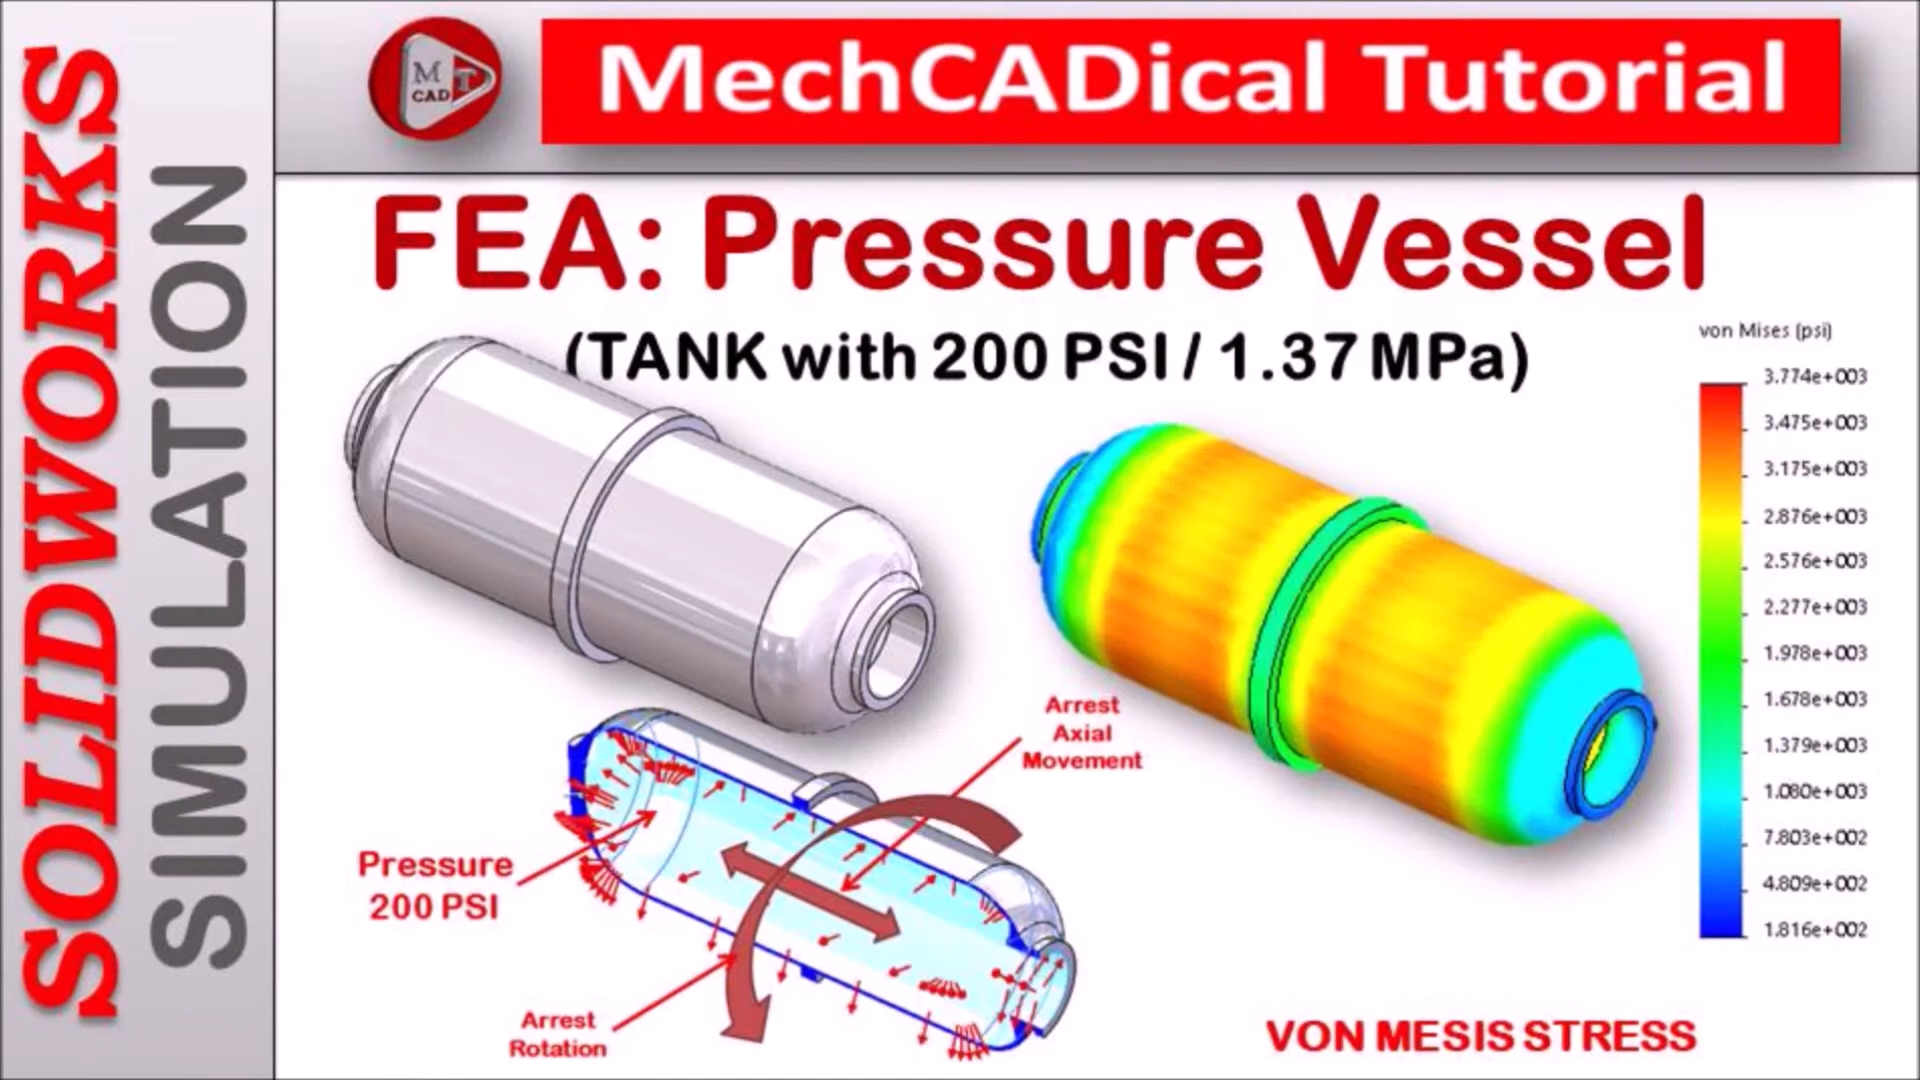 SOLIDWORKS
SIMULATION
M T
CAD
MechCADical Tutorial
FEA: Pressure Vessel
(TANK with 200 PSI / 1.37 MPa)
von Mises (psi)
3.774e+003
3.475e+003
3.175e+003
2.876e+003
2.576e+003
2.277e+003
1.978e+003
1.678e+003
1.379e+003
1.080e+003
7.803e+002
4.809e+002
1.816e+002
Arrest
Axial
Movement
Pressure
200 PSI
Arrest
Rotation
VON MESIS STRESS